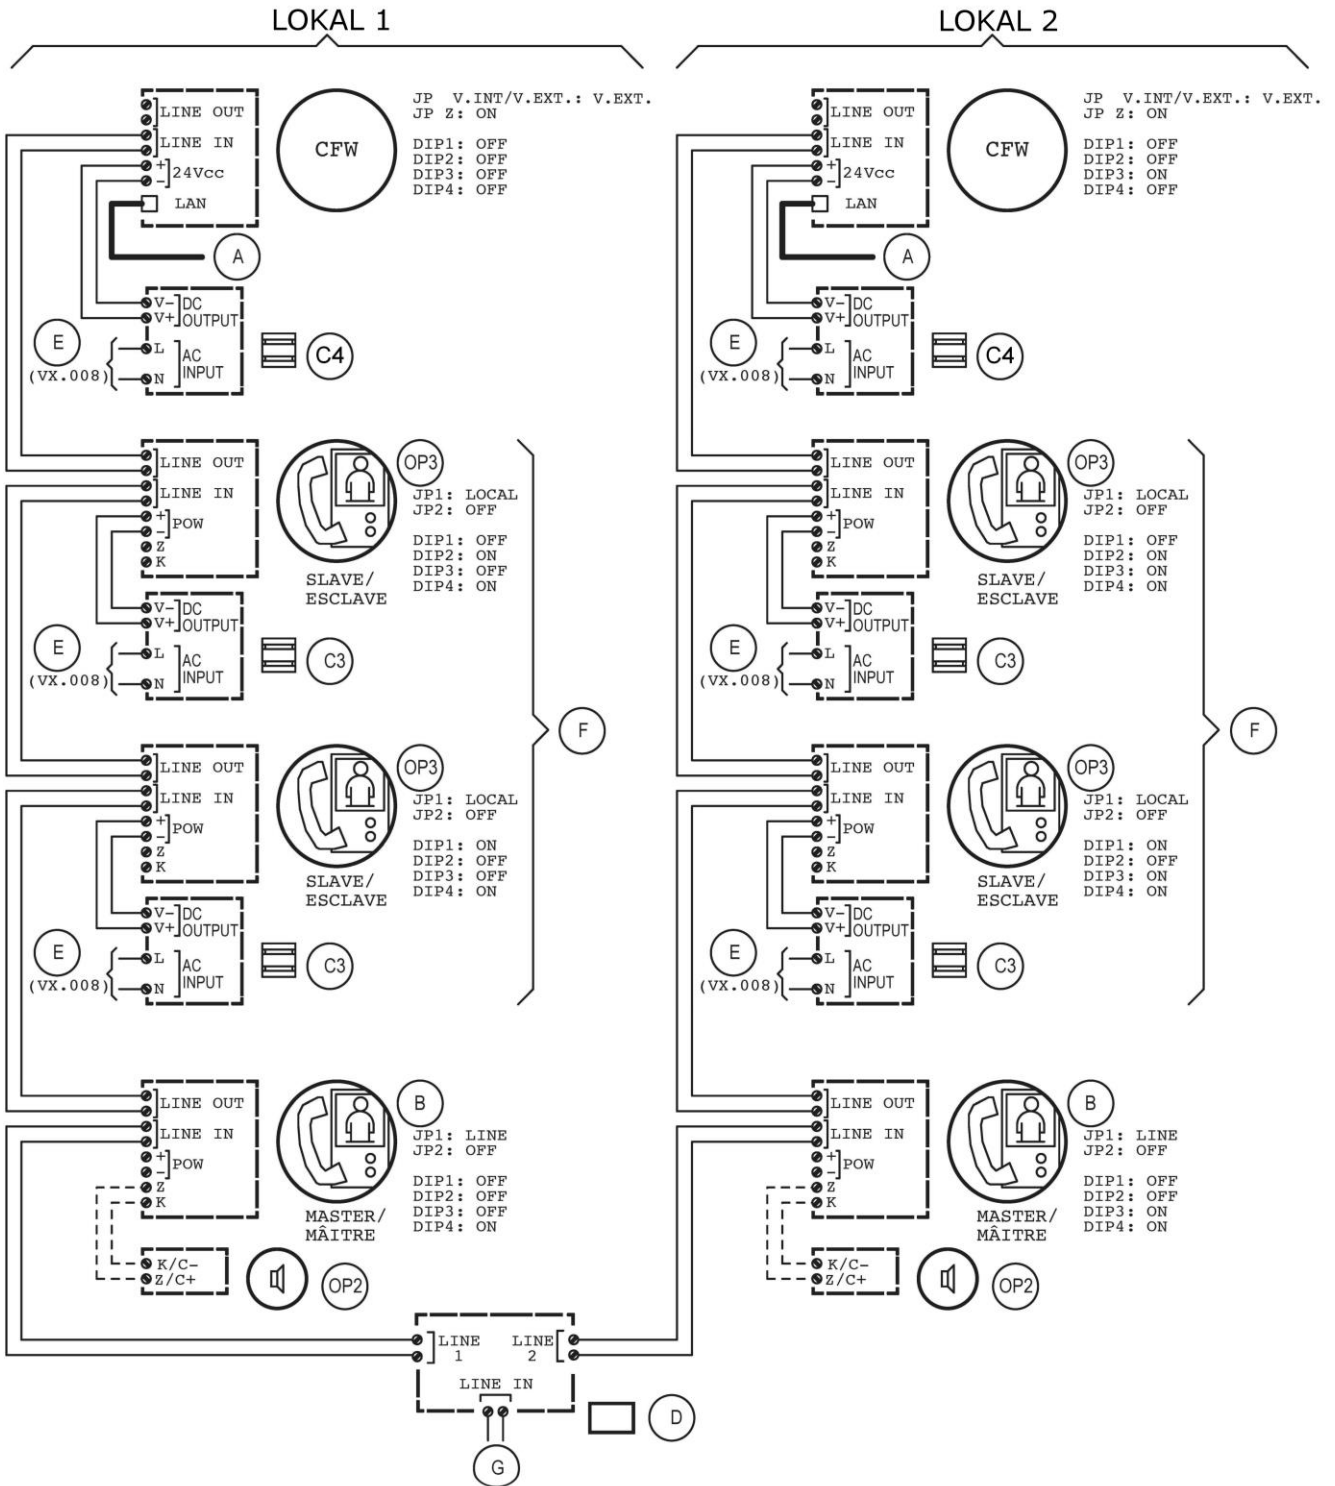 LOKAL 1
LINE OUT
LINE IN
+
-
24Vcc
LAN
CFW
JP V.INT/V.EXT.: V.EXT.
JP Z: ON
DIP1: OFF
DIP2: OFF
DIP3: OFF
DIP4: OFF
A
V-
V+
DC
OUTPUT
L
N
AC
INPUT
E
(VX.008)
C4
LINE OUT
LINE IN
+
-
POW
Z
K
SLAVE/
ESCLAVE
OP3
JP1: LOCAL
JP2: OFF
DIP1: OFF
DIP2: ON
DIP3: OFF
DIP4: ON
V-
V+
DC
OUTPUT
L
N
AC
INPUT
E
(VX.008)
C3
F
LINE OUT
LINE IN
+
-
POW
Z
K
SLAVE/
ESCLAVE
OP3
JP1: LOCAL
JP2: OFF
DIP1: ON
DIP2: OFF
DIP3: OFF
DIP4: ON
V-
V+
DC
OUTPUT
L
N
AC
INPUT
E
(VX.008)
C3
LINE OUT
LINE IN
+
-
POW
Z
K
MASTER/
MÂITRE
B
JP1: LINE
JP2: OFF
DIP1: OFF
DIP2: OFF
DIP3: OFF
DIP4: ON
K/C-
Z/C+
OP2
LOKAL 2
LINE OUT
LINE IN
+
-
24Vcc
LAN
CFW
JP V.INT/V.EXT.: V.EXT.
JP Z: ON
DIP1: OFF
DIP2: OFF
DIP3: ON
DIP4: OFF
A
V-
V+
DC
OUTPUT
L
N
AC
INPUT
E
(VX.008)
C4
LINE OUT
LINE IN
+
-
POW
Z
K
SLAVE/
ESCLAVE
OP3
JP1: LOCAL
JP2: OFF
DIP1: OFF
DIP2: ON
DIP3: ON
DIP4: ON
V-
V+
DC
OUTPUT
L
N
AC
INPUT
E
(VX.008)
C3
F
LINE OUT
LINE IN
+
-
POW
Z
K
SLAVE/
ESCLAVE
OP3
JP1: LOCAL
JP2: OFF
DIP1: ON
DIP2: OFF
DIP3: ON
DIP4: ON
V-
V+
DC
OUTPUT
L
N
AC
INPUT
E
(VX.008)
C3
LINE OUT
LINE IN
+
-
POW
Z
K
MASTER/
MÂITRE
B
JP1: LINE
JP2: OFF
DIP1: OFF
DIP2: OFF
DIP3: ON
DIP4: ON
K/C-
Z/C+
OP2
LINE
1
LINE
2
LINE IN
D
G